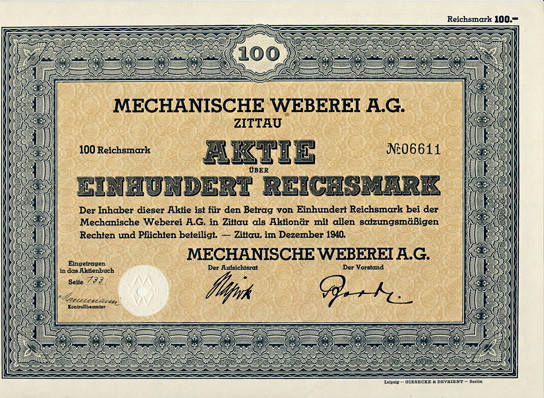 Reichsmark 100.—
100
MECHANISCHE WEBEREI A.G.
ZITTAU
100 Reichsmark AKTIE № 06611
ÜBER
EINHUNDERT REICHSMARK
Der Inhaber dieser Aktie ist für den Betrag von Einhundert Reichsmark bei der
Mechanische Weberei A.G. in Zittau als Aktionär mit allen satzungsmäßigen
Rechten und Pflichten beteiligt. — Zittau, im Dezember 1940.
MECHANISCHE WEBEREI A.G.
Der Aufsichtsrat Der Vorstand
Eingetragen
in das Aktienbuch
Seite 133
Kontrollbeamter
Leipzig — GIESECKE & DEVRIENT — Berlin